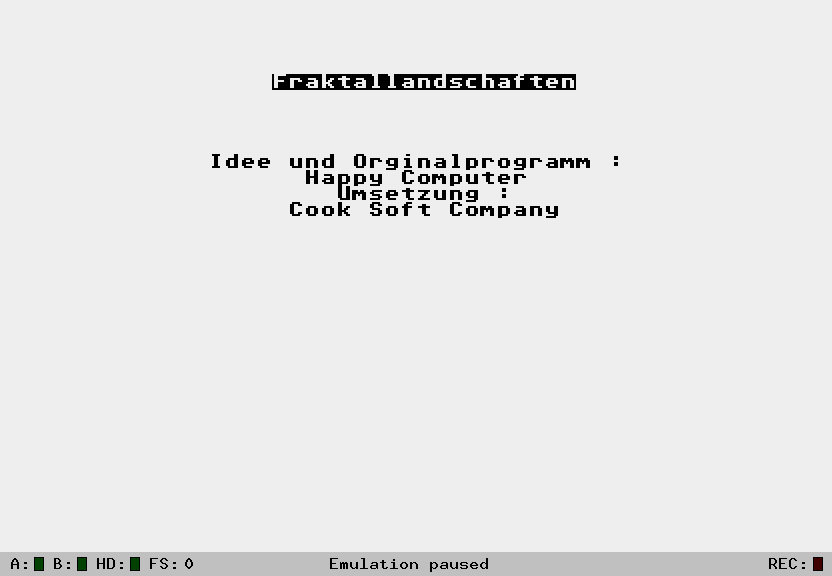 Fraktallandschaften
Idee und Orginalprogramm :
Happy Computer
Umsetzung :
Cook Soft Company
A: B: HD: FS: 0 Emulation paused REC: